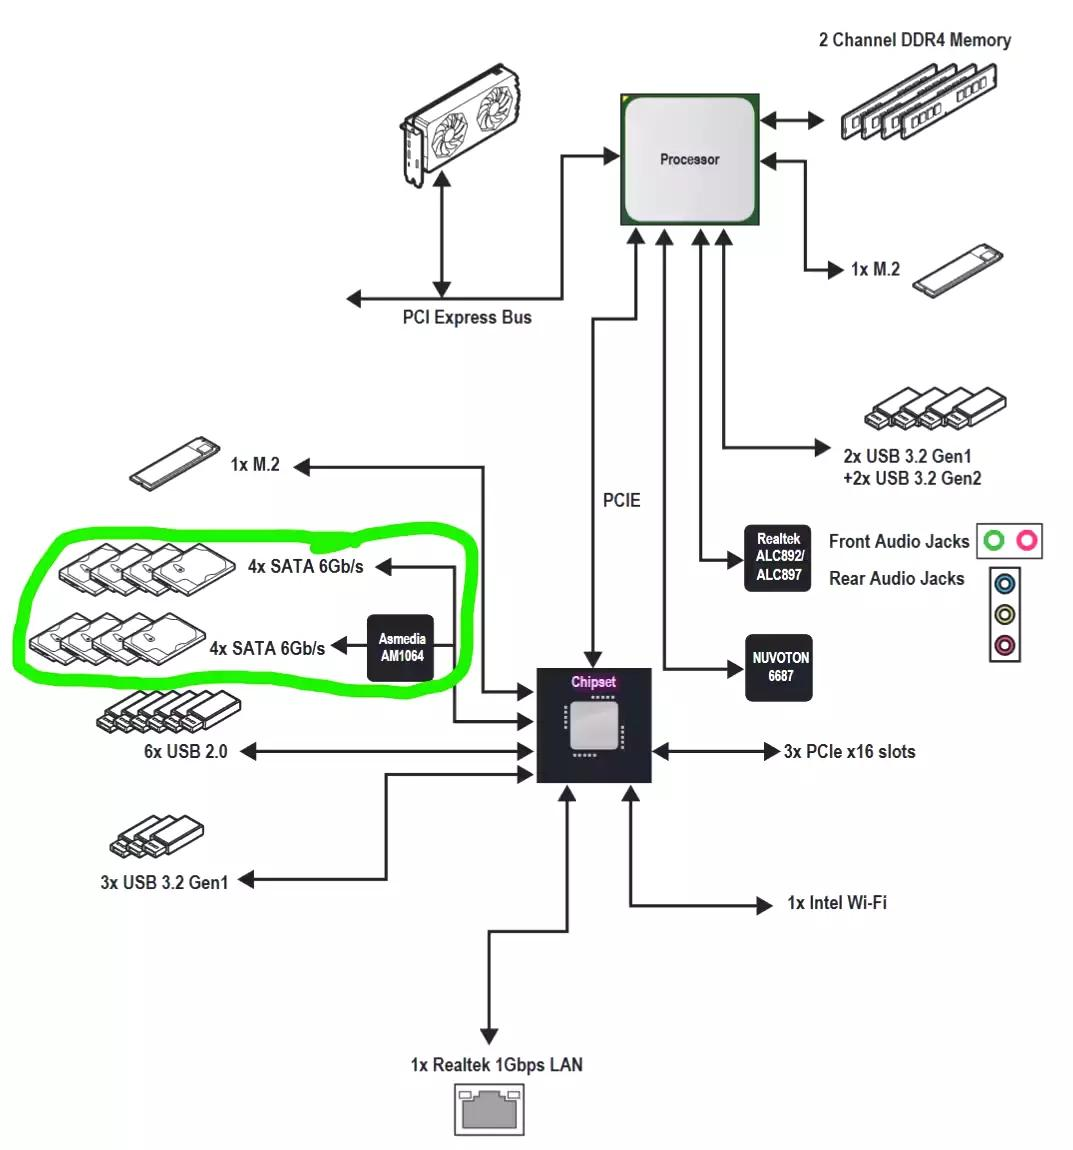 2 Channel DDR4 Memory
Processor
1x M.2
PCI Express Bus
2x USB 3.2 Gen1
+2x USB 3.2 Gen2
1x M.2
PCIE
Realtek
ALC892/
ALC897
Front Audio Jacks
Rear Audio Jacks
4x SATA 6Gb/s
4x SATA 6Gb/s
Asmedia
AM1064
NUVOTON
6687
Chipset
6x USB 2.0
3x PCIe x16 slots
3x USB 3.2 Gen1
1x Intel Wi-Fi
1x Realtek 1Gbps LAN